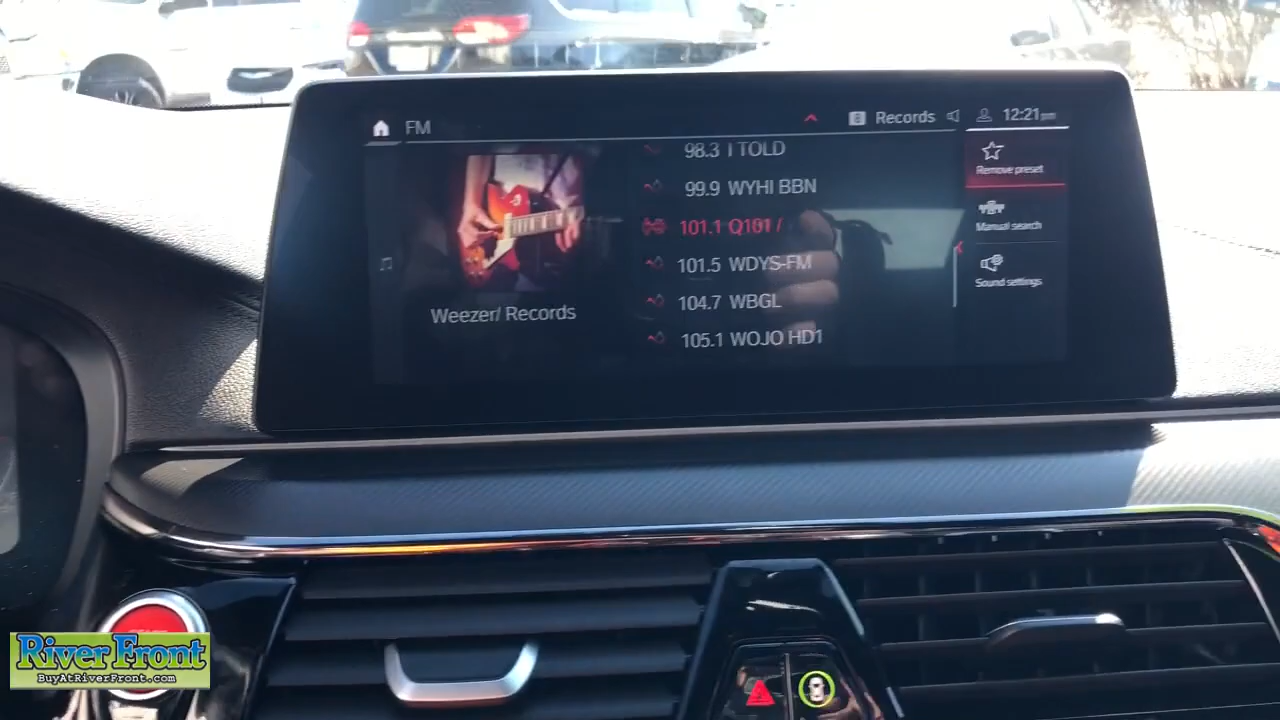 FM
Records
12:21pm
98.3 I TOLD
99.9 WYHI BBN
101.1 Q101 /
101.5 WDYS-FM
104.7 WBGL
105.1 WOJO HD1
Weezer/ Records
Remove preset
Manual search
Sound settings
River Front
BuyAtRiverFront.com